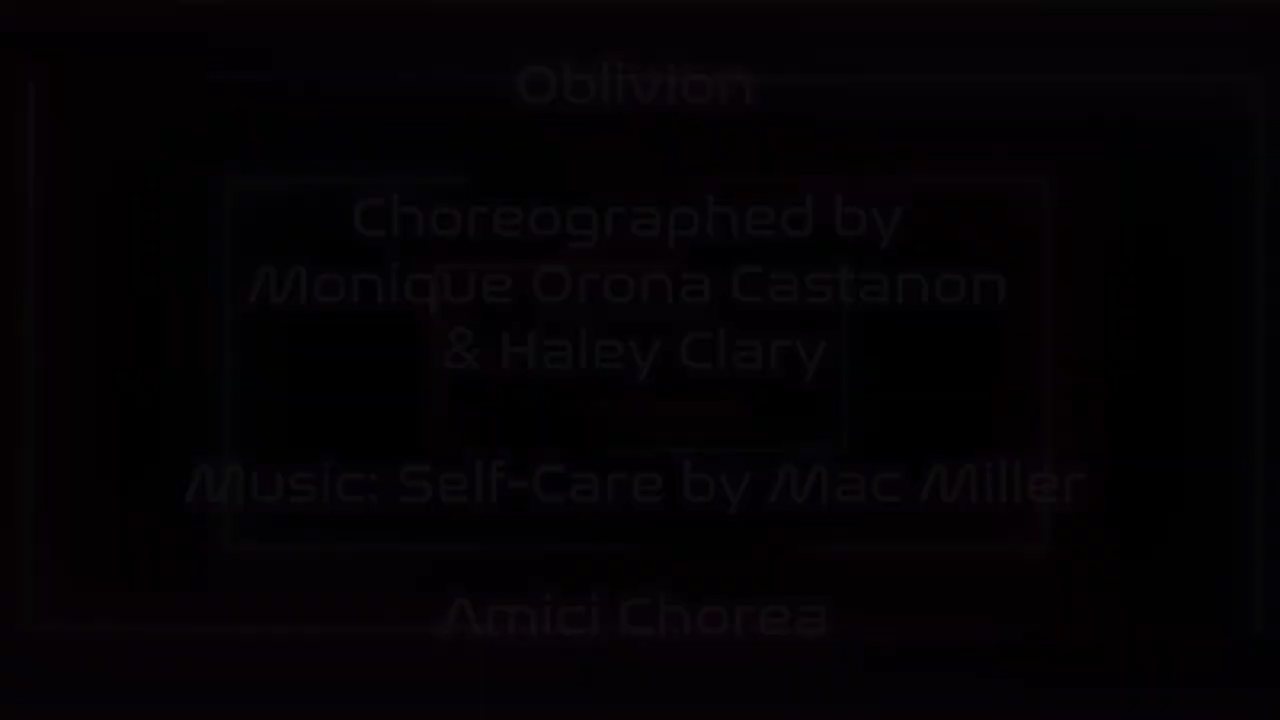 Oblivion
Choreographed by
Monique Orona Castanon
& Haley Clary
Music: Self-Care by Mac Miller
Amici Chorea